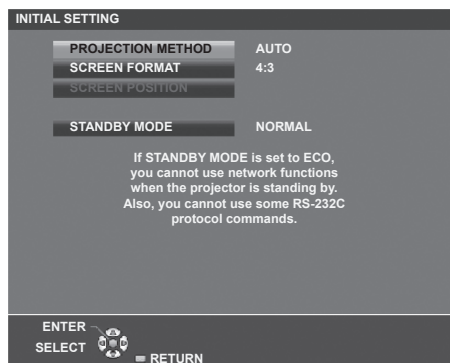 INITIAL SETTING
PROJECTION METHOD AUTO
SCREEN FORMAT 4:3
SCREEN POSITION
STANDBY MODE NORMAL
If STANDBY MODE is set to ECO,
you cannot use network functions
when the projector is standing by.
Also, you cannot use some RS-232C
protocol commands.
ENTER
SELECT
RETURN